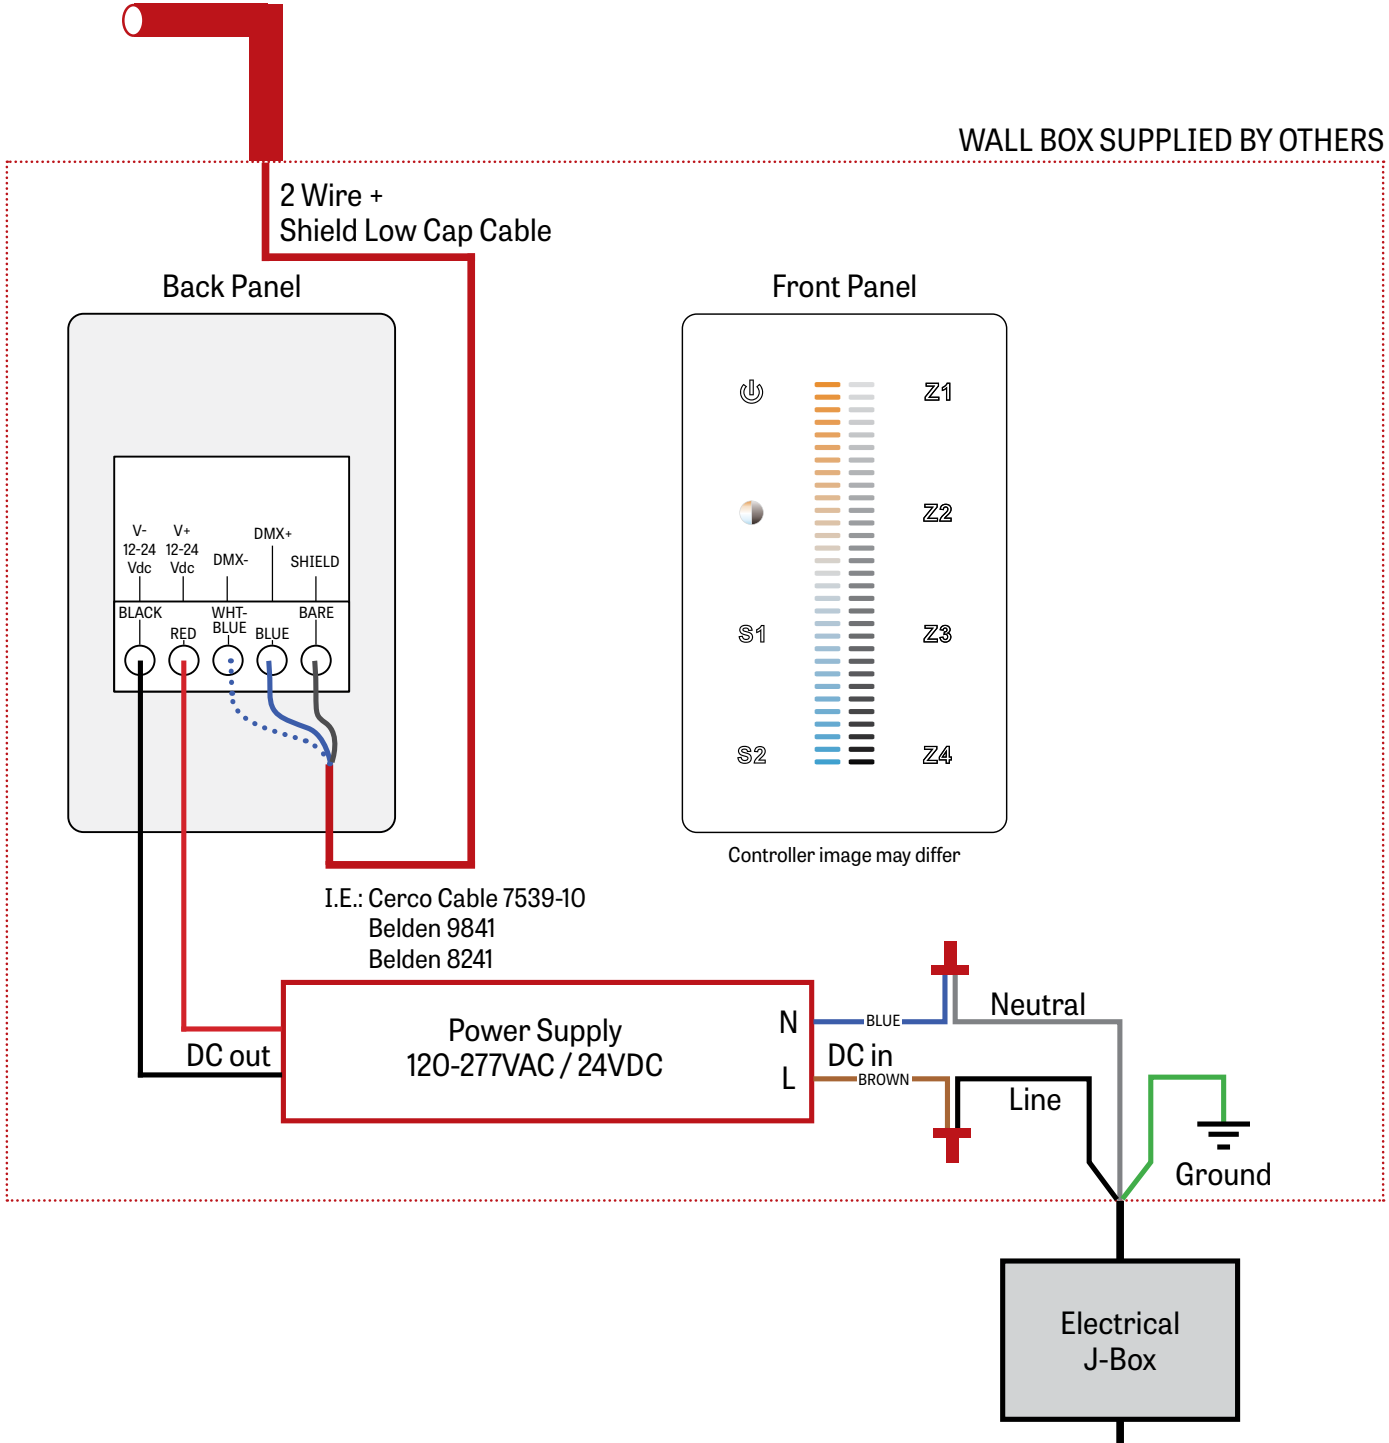 WALL BOX SUPPLIED BY OTHERS
2 Wire +
Shield Low Cap Cable
Back Panel
Front Panel
V-
12-24
Vdc
V+
12-24
Vdc
DMX-
DMX+
SHIELD
BLACK
RED
WHT-
BLUE
BLUE
BARE
Z1
Z2
S1
Z3
S2
Z4
Controller image may differ
I.E.: Cerco Cable 7539-10
Belden 9841
Belden 8241
Power Supply
120-277VAC / 24VDC
DC out
N
L
BLUE
DC in
BROWN
Neutral
Line
Ground
Electrical
J-Box